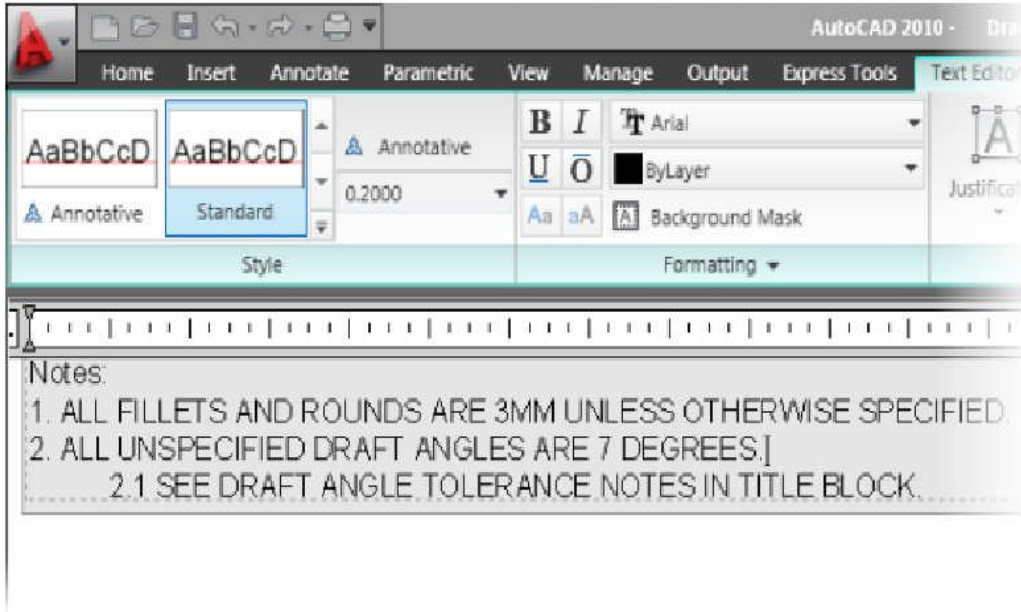 AutoCAD 2010 -
Home Insert Annotate Parametric View Manage Output Express Tools Text Editor
AaBbCcD AaBbCcD
Annotative
Standard
Annotative
0.2000
Style
B I Arial
U O ByLayer
Aa aA A Background Mask
Formatting
A
Notes:
1. ALL FILLETS AND ROUNDS ARE 3MM UNLESS OTHERWISE SPECIFIED.
2. ALL UNSPECIFIED DRAFT ANGLES ARE 7 DEGREES.
2.1 SEE DRAFT ANGLE TOLERANCE NOTES IN TITLE BLOCK.